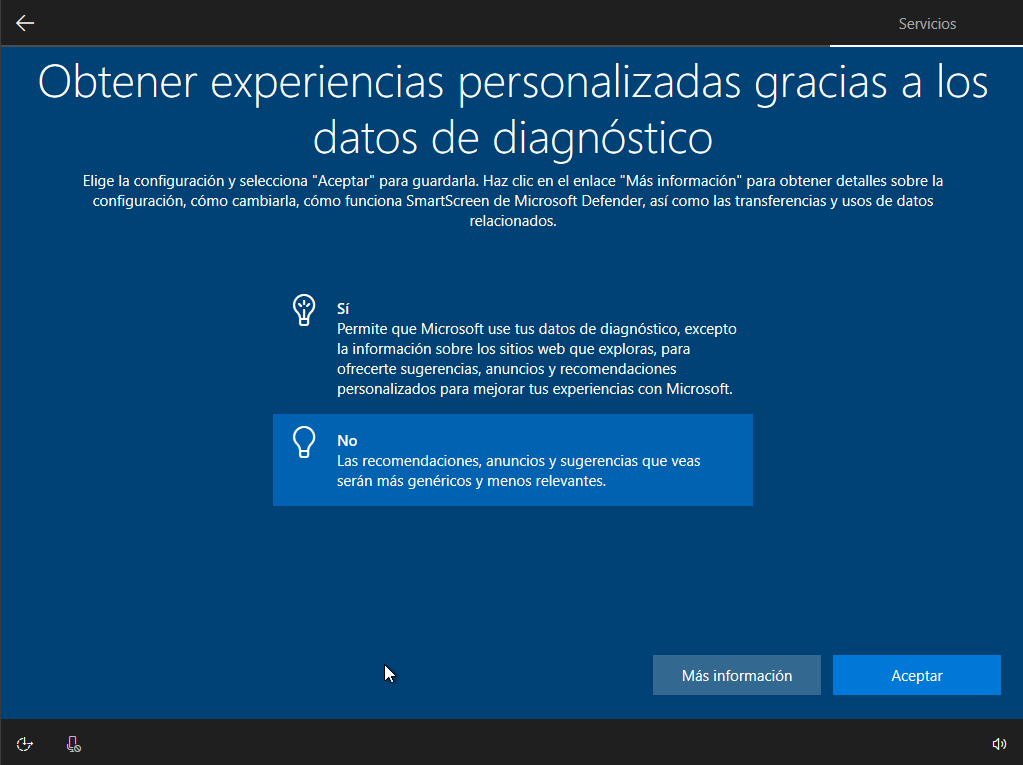 Servicios
Obtener experiencias personalizadas gracias a los
datos de diagnóstico
Elige la configuración y selecciona "Aceptar" para guardarla. Haz clic en el enlace "Más información" para obtener detalles sobre la
configuración, cómo cambiarla, cómo funciona SmartScreen de Microsoft Defender, así como las transferencias y usos de datos
relacionados.
Sí
Permite que Microsoft use tus datos de diagnóstico, excepto
la información sobre los sitios web que exploras, para
ofrecerte sugerencias, anuncios y recomendaciones
personalizados para mejorar tus experiencias con Microsoft.
No
Las recomendaciones, anuncios y sugerencias que veas
serán más genéricos y menos relevantes.
Más información
Aceptar